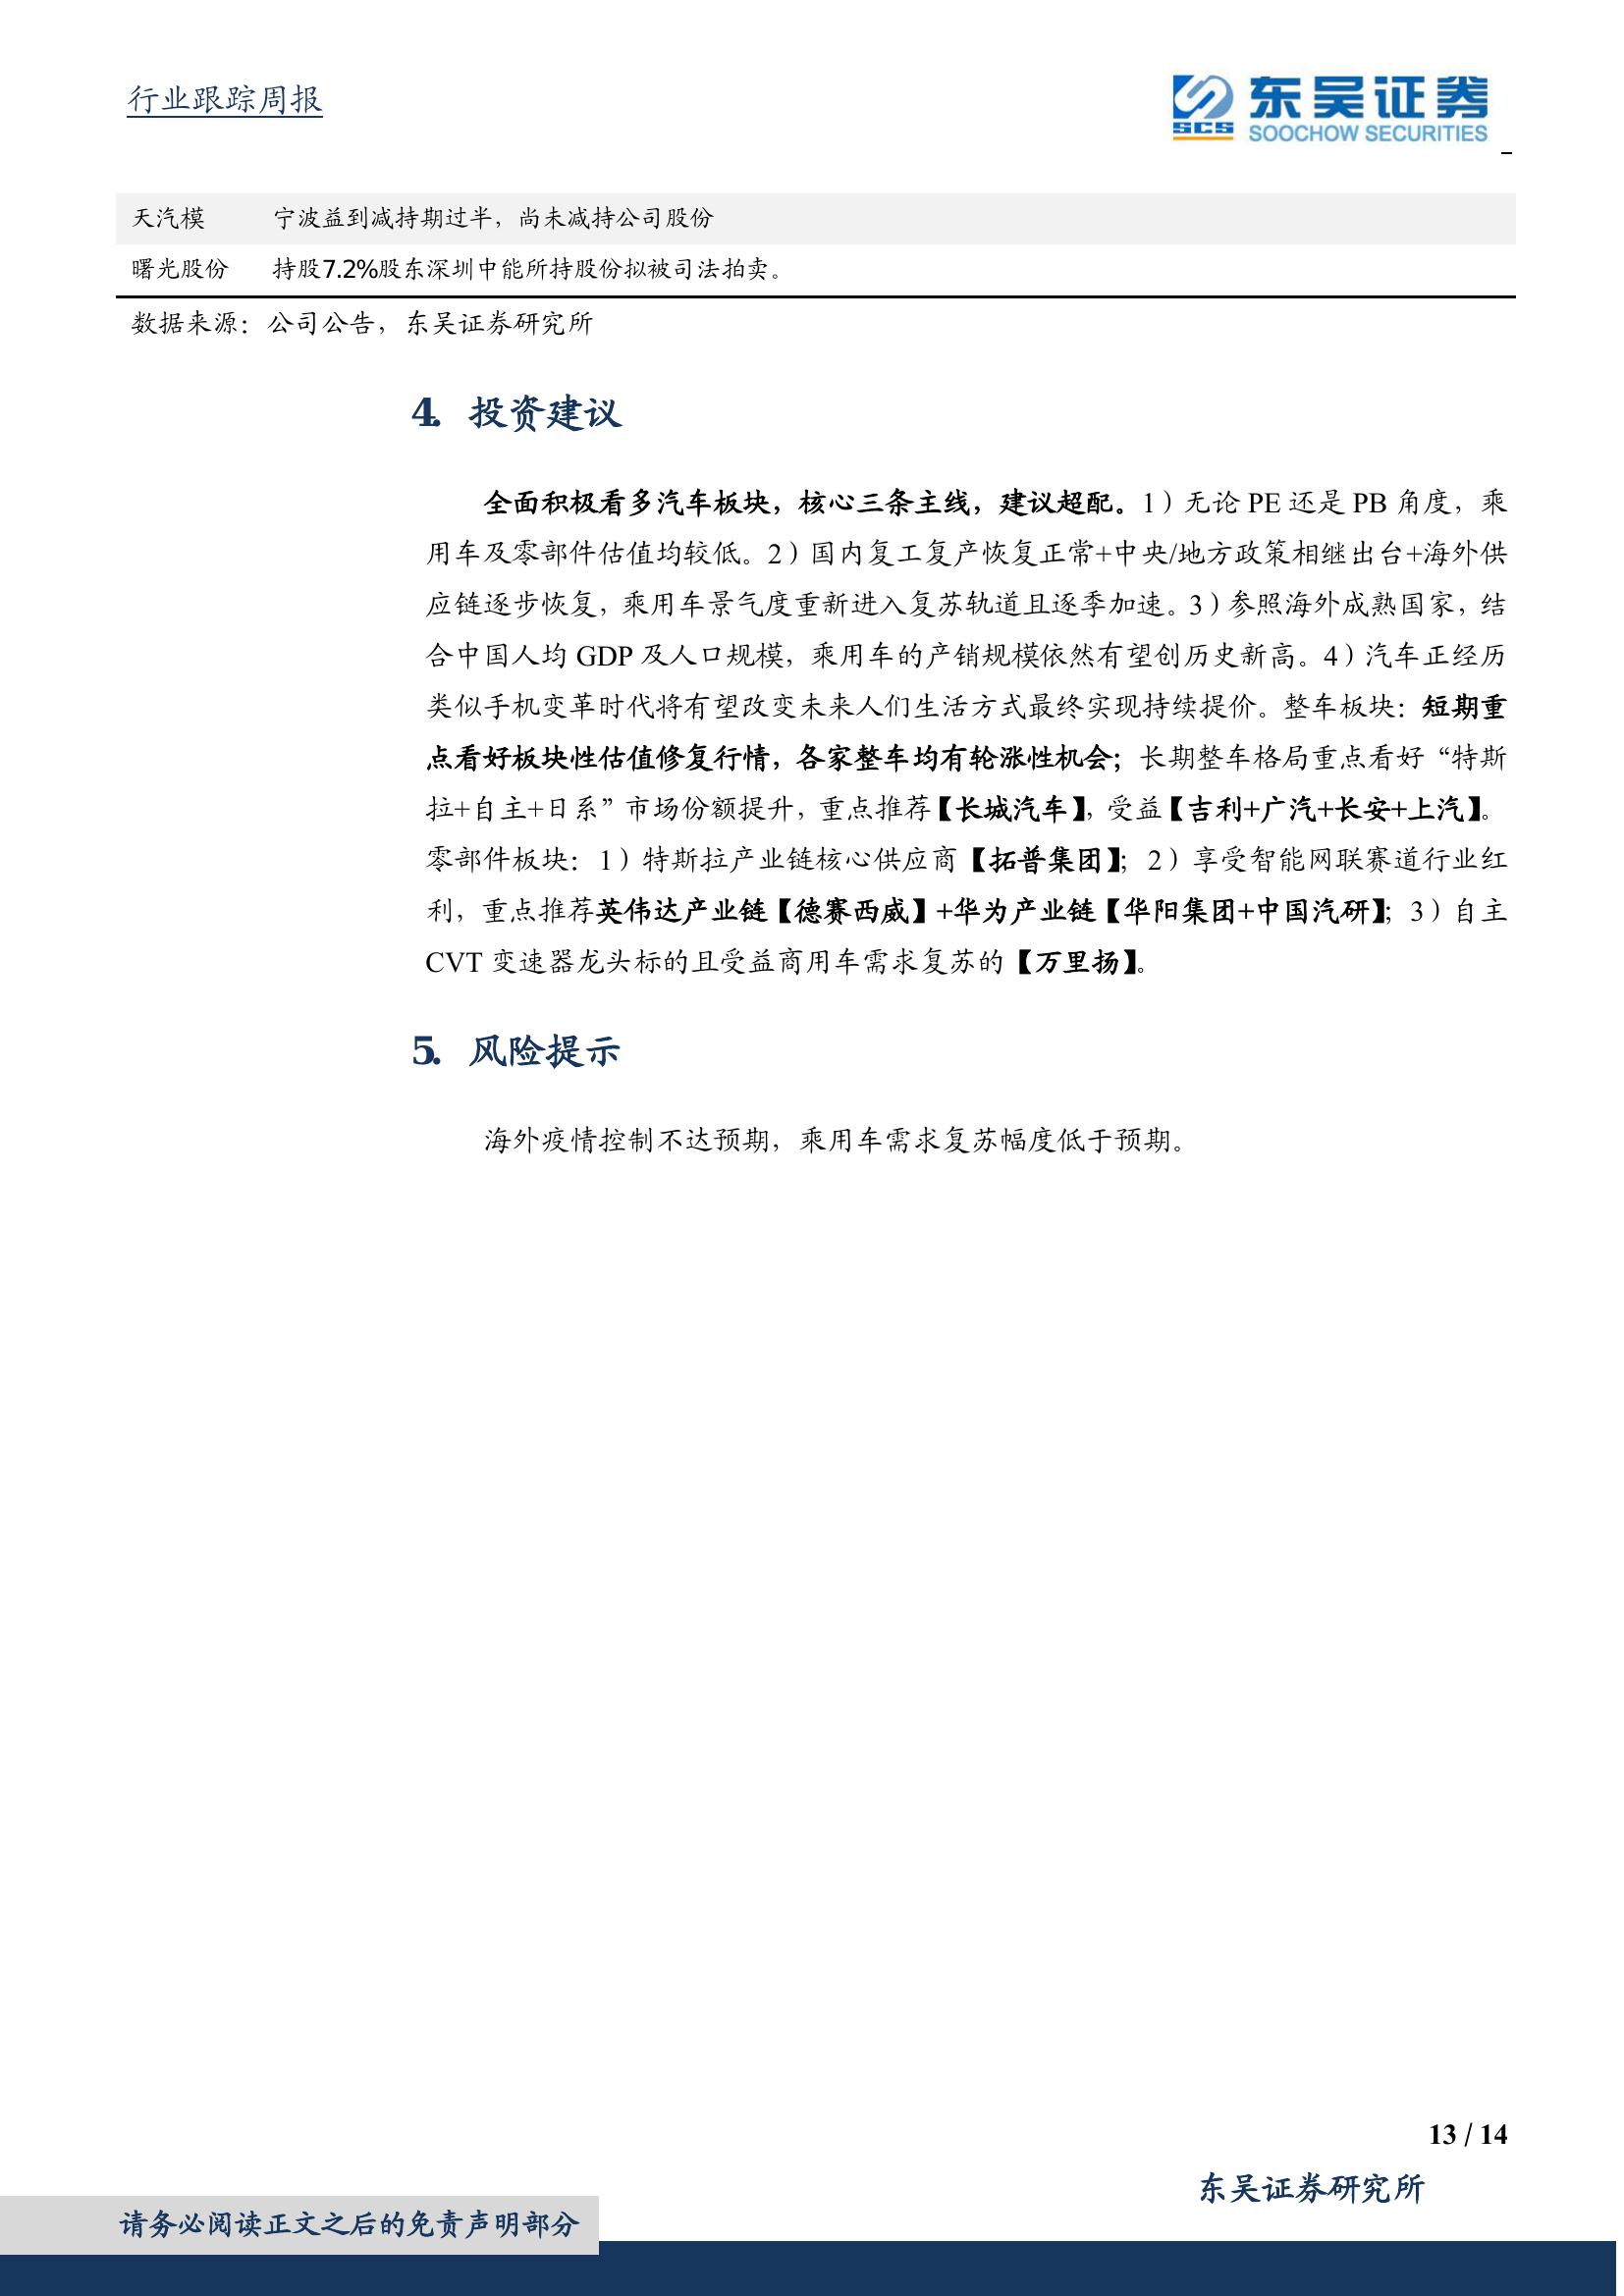 行业跟踪周报
东吴证券
SCS
SOOCHOW SECURITIES
天汽模 宁波益到减持期过半，尚未减持公司股份
曙光股份 持股7.2%股东深圳中能所持股份拟被司法拍卖。
数据来源：公司公告，东吴证券研究所
4. 投资建议
全面积极看多汽车板块，核心三条主线，建议超配。1）无论 PE 还是 PB 角度，乘
用车及零部件估值均较低。2）国内复工复产恢复正常+中央/地方政策相继出台+海外供
应链逐步恢复，乘用车景气度重新进入复苏轨道且逐季加速。3）参照海外成熟国家，结
合中国人均 GDP 及人口规模，乘用车的产销规模依然有望创历史新高。4）汽车正经历
类似手机变革时代将有望改变未来人们生活方式最终实现持续提价。整车板块：短期重
点看好板块性估值修复行情，各家整车均有轮涨性机会；长期整车格局重点看好“特斯
拉+自主+日系”市场份额提升，重点推荐【长城汽车】，受益【吉利+广汽+长安+上汽】。
零部件板块：1）特斯拉产业链核心供应商【拓普集团】；2）享受智能网联赛道行业红
利，重点推荐英伟达产业链【德赛西威】+华为产业链【华阳集团+中国汽研】；3）自主
CVT 变速器龙头标的且受益商用车需求复苏的【万里扬】。
5. 风险提示
海外疫情控制不达预期，乘用车需求复苏幅度低于预期。
13 / 14
东吴证券研究所
请务必阅读正文之后的免责声明部分